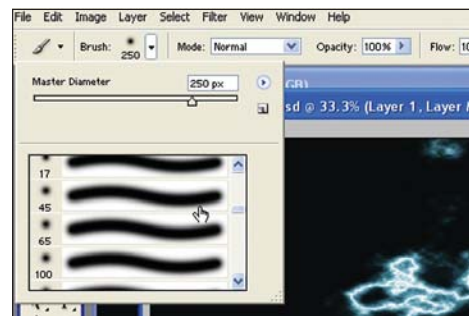 File Edit Image Layer Select Filter View Window Help
Brush: 250 Mode: Normal Opacity: 100% Flow:
Master Diameter 250 px
GB)
sd @ 33.3% (Layer 1, Layer
17
45
65
100